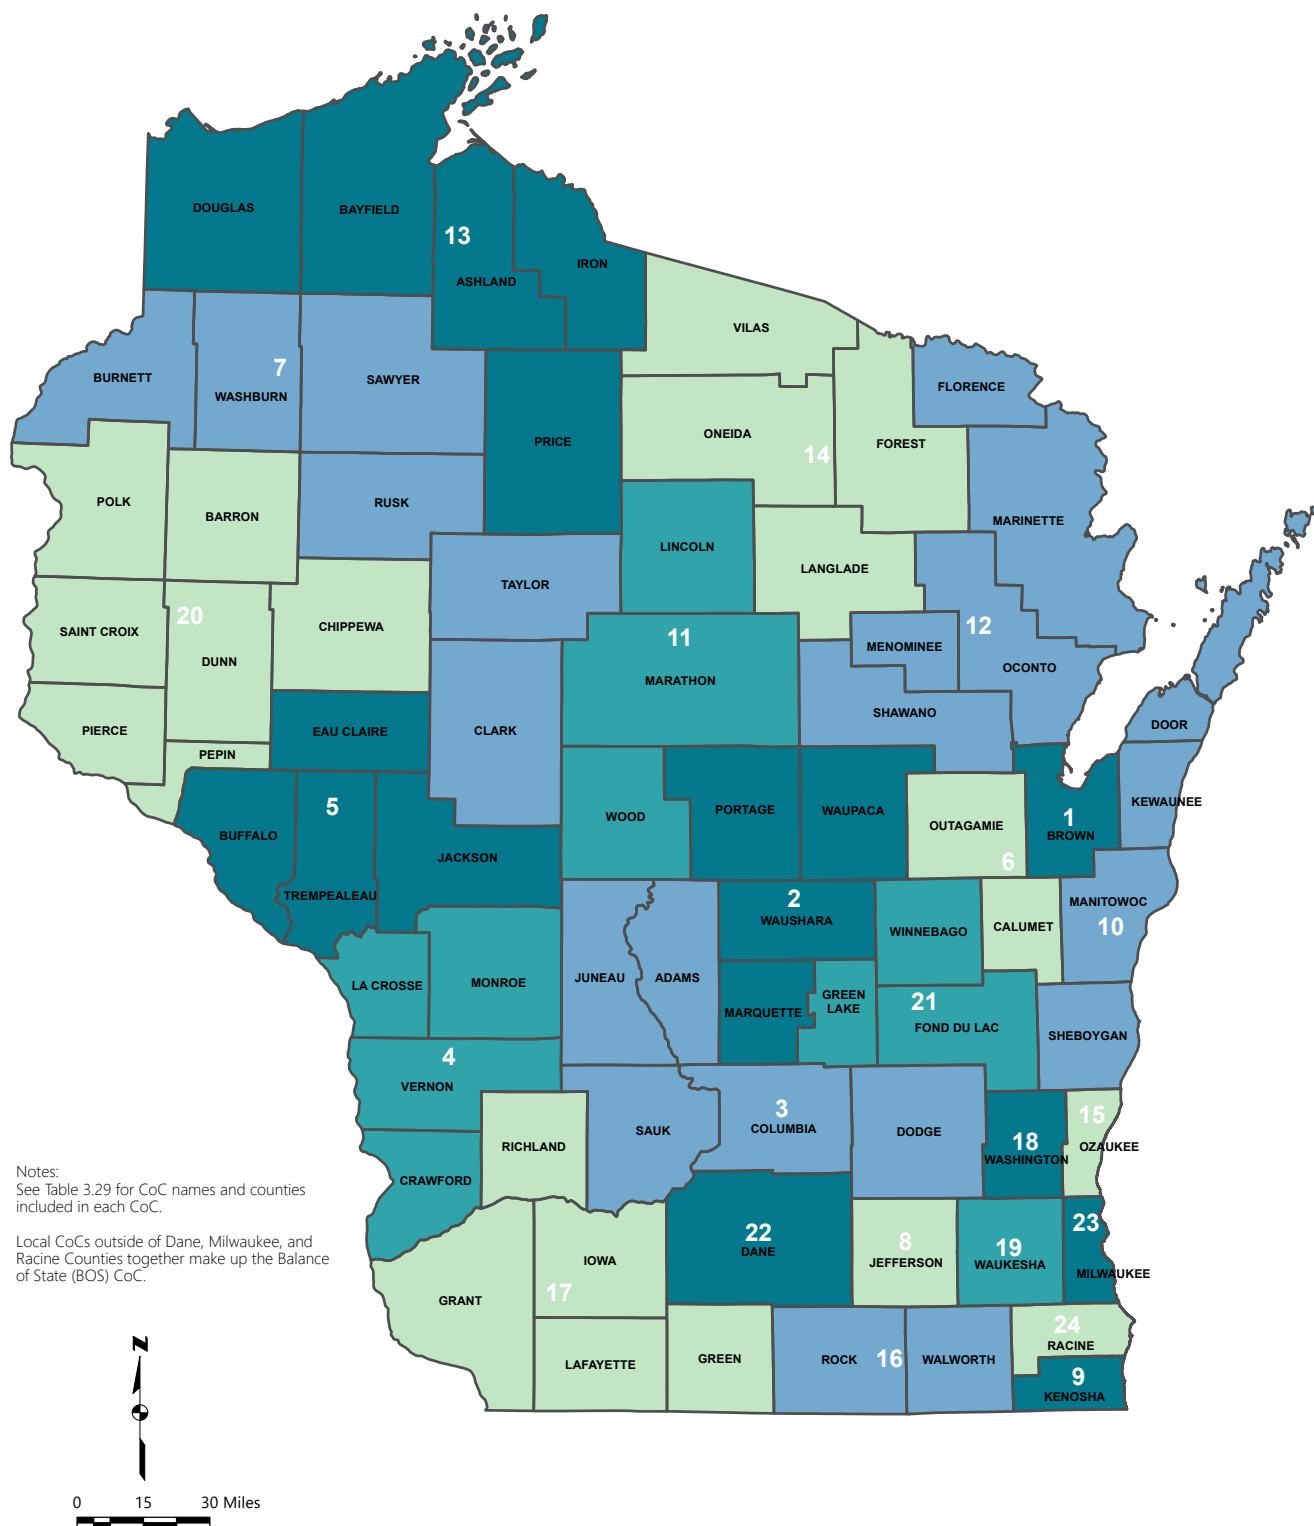 DOUGLAS
BAYFIELD
13
ASHLAND
IRON
VILAS
BURNETT
7
WASHBURN
SAWYER
FLORENCE
PRICE
ONEIDA
14
FOREST
POLK
BARRON
RUSK
MARINETTE
LINCOLN
LANGLADE
TAYLOR
SAINT CROIX
20
DUNN
CHIPPEWA
11
MARATHON
MENOMINEE
12
OCONTO
SHAWANO
DOOR
PIERCE
PEPIN
EAU CLAIRE
CLARK
5
BUFFALO
TREMPEALEAU
JACKSON
WOOD
PORTAGE
WAUPACA
OUTAGAMIE
6
1
BROWN
KEWAUNEE
2
WAUSHARA
WINNEBAGO
CALUMET
MANITOWOC
10
LA CROSSE
MONROE
JUNEAU
ADAMS
MARQUETTE
GREEN
LAKE
21
FOND DU LAC
SHEBOYGAN
4
VERNON
RICHLAND
SAUK
3
COLUMBIA
DODGE
18
WASHINGTON
15
OZAUKEE
CRAWFORD
Notes:
See Table 3.29 for CoC names and counties
included in each CoC.
Local CoCs outside of Dane, Milwaukee, and
Racine Counties together make up the Balance
of State (BOS) CoC.
GRANT
IOWA
17
22
DANE
8
JEFFERSON
19
WAUKESHA
23
MILWAUKEE
LAFAYETTE
GREEN
ROCK
16
WALWORTH
24
RACINE
9
KENOSHA
N
0 15 30 Miles